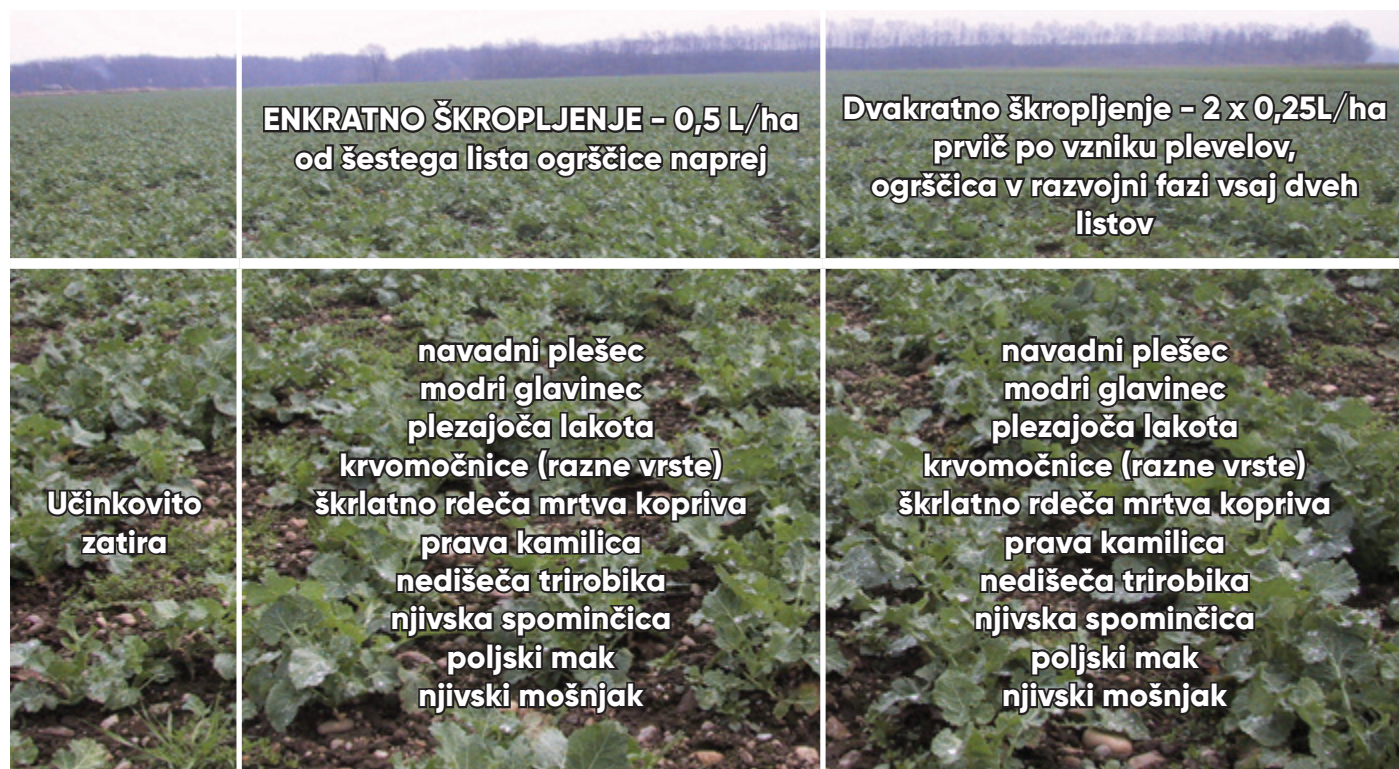 ENKRATNO ŠKROPLJENJE – 0,5 L/ha
od šestega lista ogrščice naprej
Dvakratno škropljenje – 2 x 0,25L/ha
prvič po vzniku plevelov,
ogrščica v razvojni fazi vsaj dveh
listov
Učinkovito
zatira
navadni plešec
modri glavinec
plezajoča lakota
krvomočnice (razne vrste)
škrlatno rdeča mrtva kopriva
prava kamilica
nedišeča trirobika
njivska spominčica
poljski mak
njivski mošnjak
navadni plešec
modri glavinec
plezajoča lakota
krvomočnice (razne vrste)
škrlatno rdeča mrtva kopriva
prava kamilica
nedišeča trirobika
njivska spominčica
poljski mak
njivski mošnjak